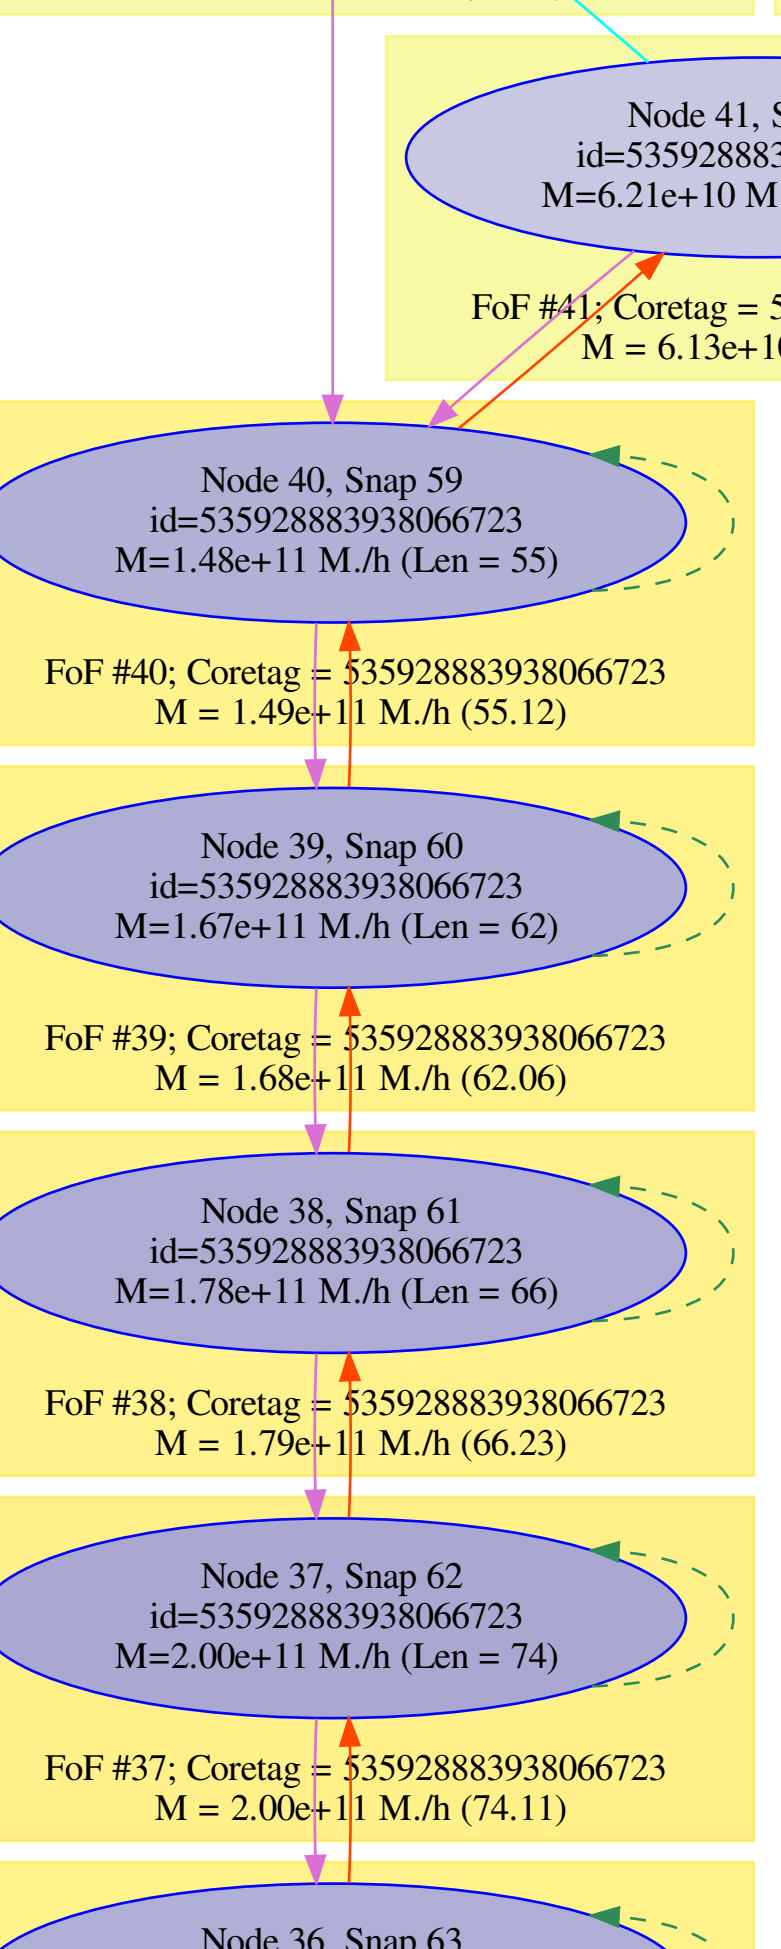 Node 41,
id=535928883
M=6.21e+10 M
FoF #41; Coretag = 5
M = 6.13e+10
Node 40, Snap 59
id=535928883938066723
M=1.48e+11 M./h (Len = 55)
FoF #40; Coretag = 535928883938066723
M = 1.49e+11 M./h (55.12)
Node 39, Snap 60
id=535928883938066723
M=1.67e+11 M./h (Len = 62)
FoF #39; Coretag = 535928883938066723
M = 1.68e+11 M./h (62.06)
Node 38, Snap 61
id=535928883938066723
M=1.78e+11 M./h (Len = 66)
FoF #38; Coretag = 535928883938066723
M = 1.79e+11 M./h (66.23)
Node 37, Snap 62
id=535928883938066723
M=2.00e+11 M./h (Len = 74)
FoF #37; Coretag = 535928883938066723
M = 2.00e+11 M./h (74.11)
Node 36, Snap 63